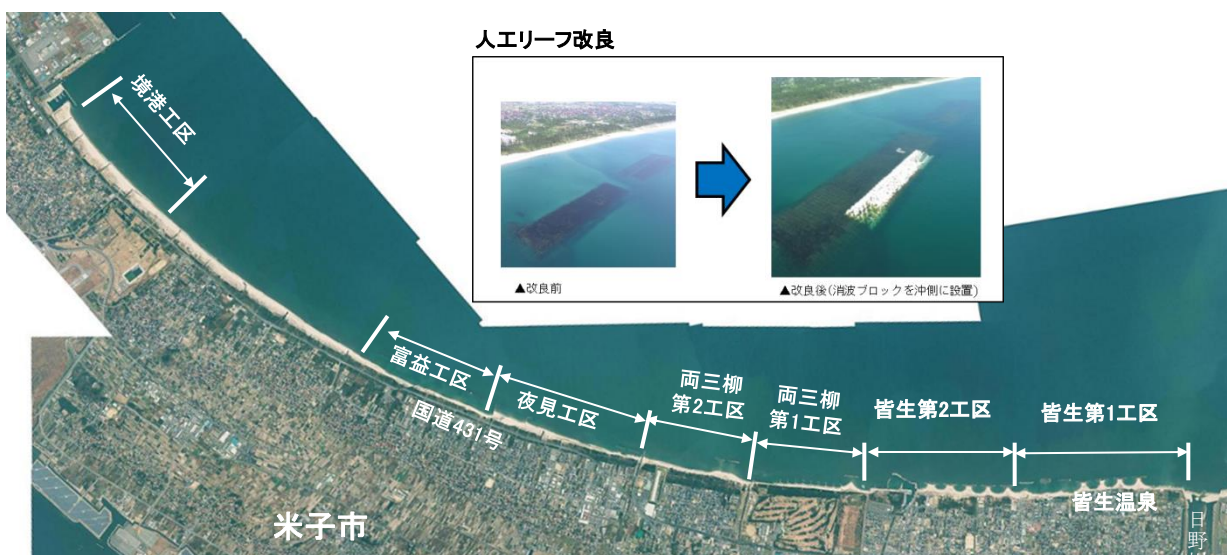 人工リーフ改良
▲改良前
▲改良後(消波ブロックを沖側に設置)
境港工区
富益工区
国道431号
夜見工区
両三柳
第2工区
両三柳
第1工区
皆生第2工区
皆生第1工区
皆生温泉
米子市
日野